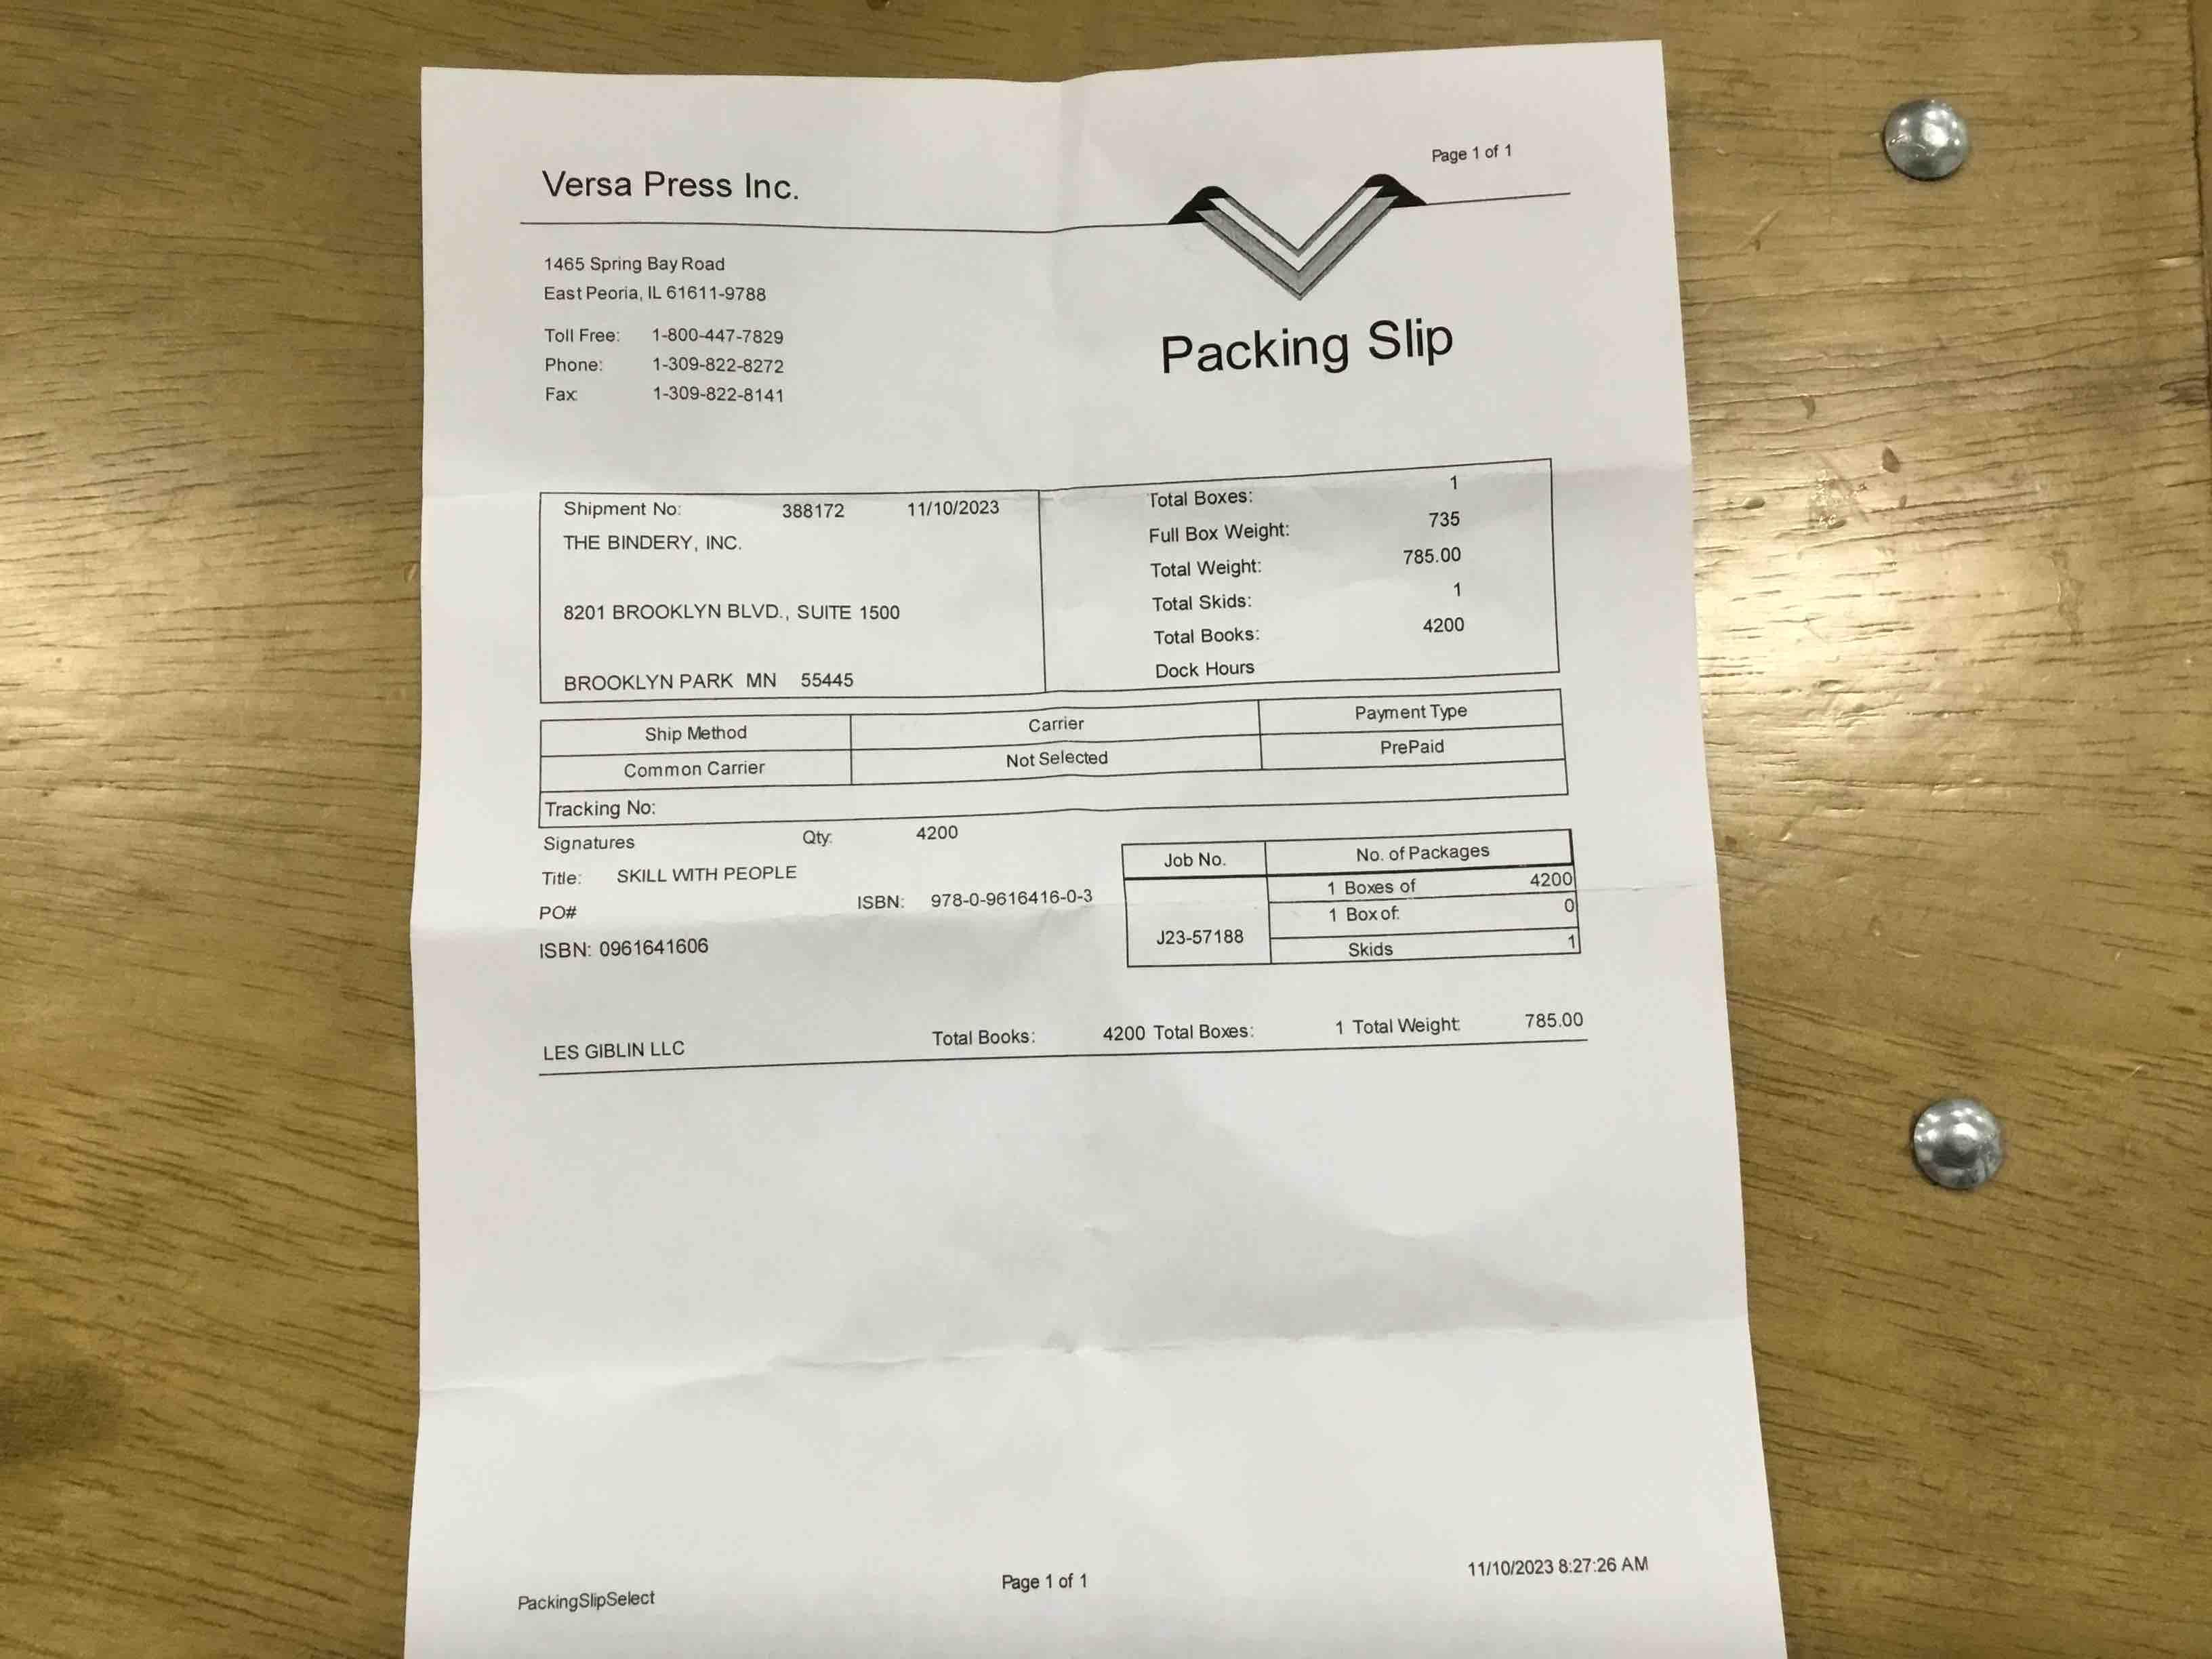 Page 1 of 1
Versa Press Inc.
1465 Spring Bay Road
East Peoria, IL 61611-9788
Toll Free: 1-800-447-7829
Phone: 1-309-822-8272
Fax: 1-309-822-8141
Packing Slip
Shipment No: 388172 11/10/2023
THE BINDERY, INC.
8201 BROOKLYN BLVD., SUITE 1500
BROOKLYN PARK MN 55445
Total Boxes: 1
Full Box Weight: 735
Total Weight: 785.00
Total Skids: 1
Total Books: 4200
Dock Hours
Ship Method Carrier Payment Type
Common Carrier Not Selected PrePaid
Tracking No:
Signatures Qty: 4200
Title: SKILL WITH PEOPLE
PO# ISBN: 978-0-9616416-0-3
ISBN: 0961641606
Job No. No. of Packages
1 Boxes of 4200
1 Box of: 0
J23-57188
Skids 1
LES GIBLIN LLC Total Books: 4200 Total Boxes: 1 Total Weight: 785.00
PackingSlipSelect Page 1 of 1 11/10/2023 8:27:26 AM